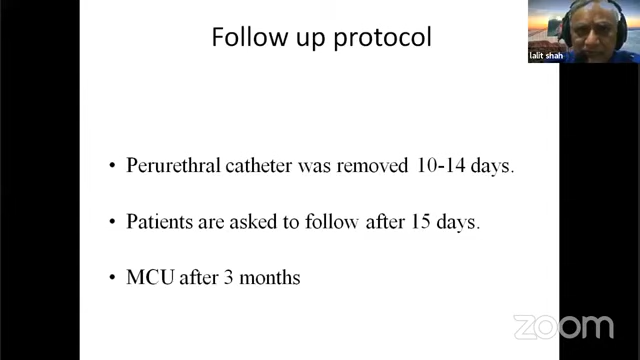 Follow up protocol
lalit shah
• Perurethral catheter was removed 10-14 days.
• Patients are asked to follow after 15 days.
• MCU after 3 months
zoom